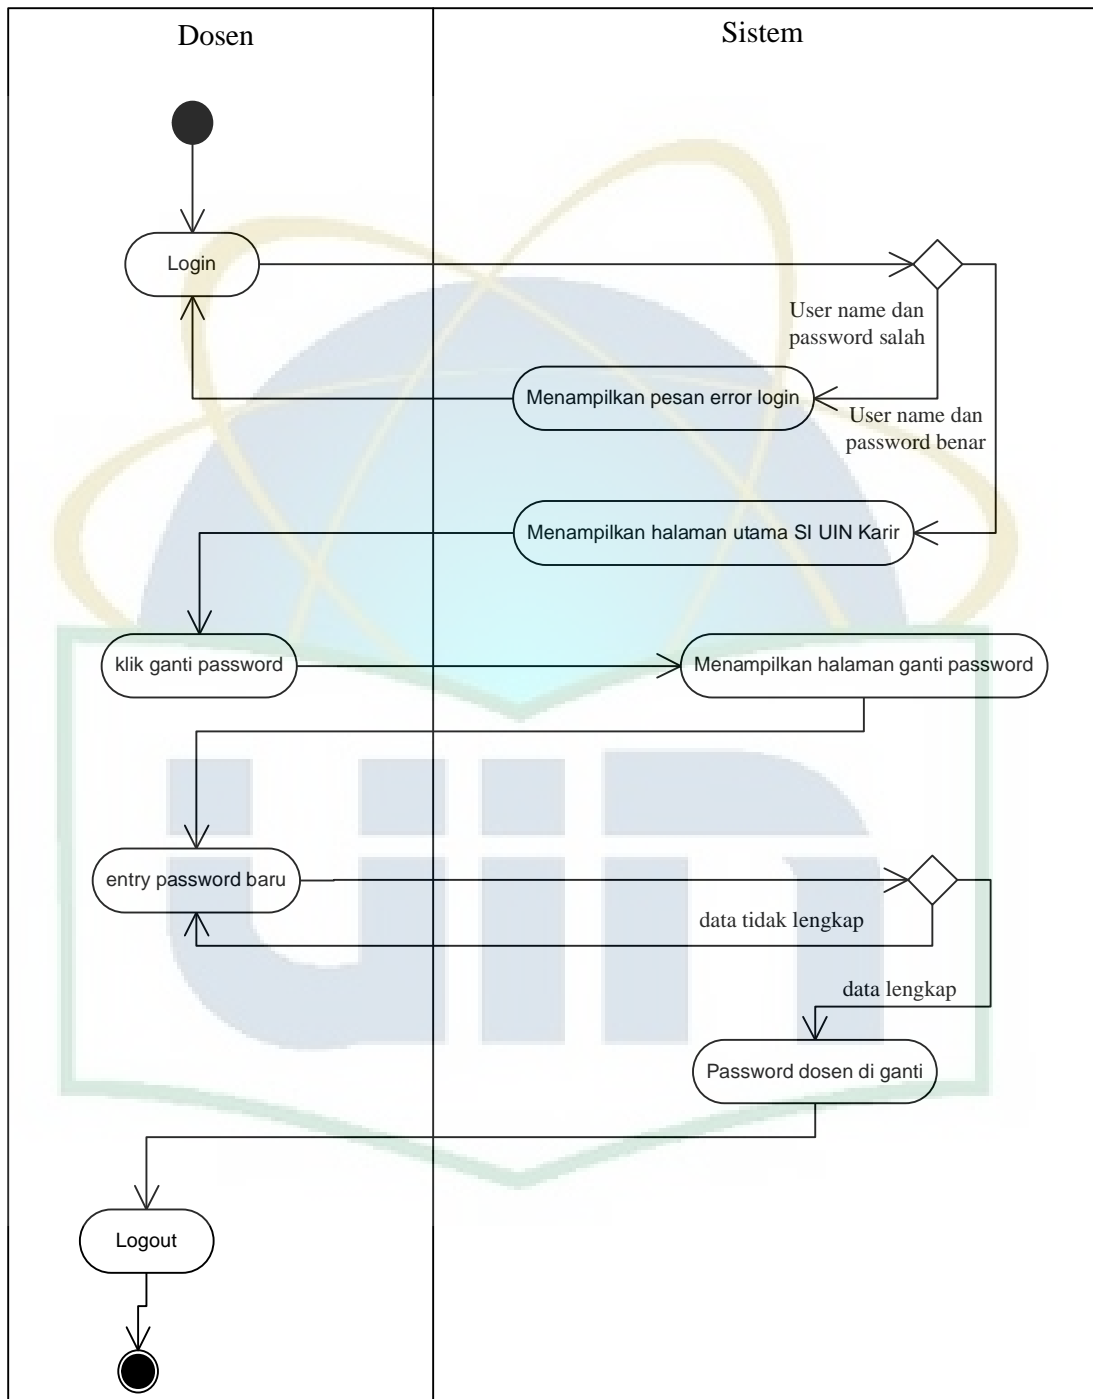 Dosen
Sistem
Login
User name dan
password salah
Menampilkan pesan error login
User name dan
password benar
Menampilkan halaman utama SI UIN Karir
klik ganti password
Menampilkan halaman ganti password
uin
entry password baru
data tidak lengkap
data lengkap
Password dosen di ganti
Logout